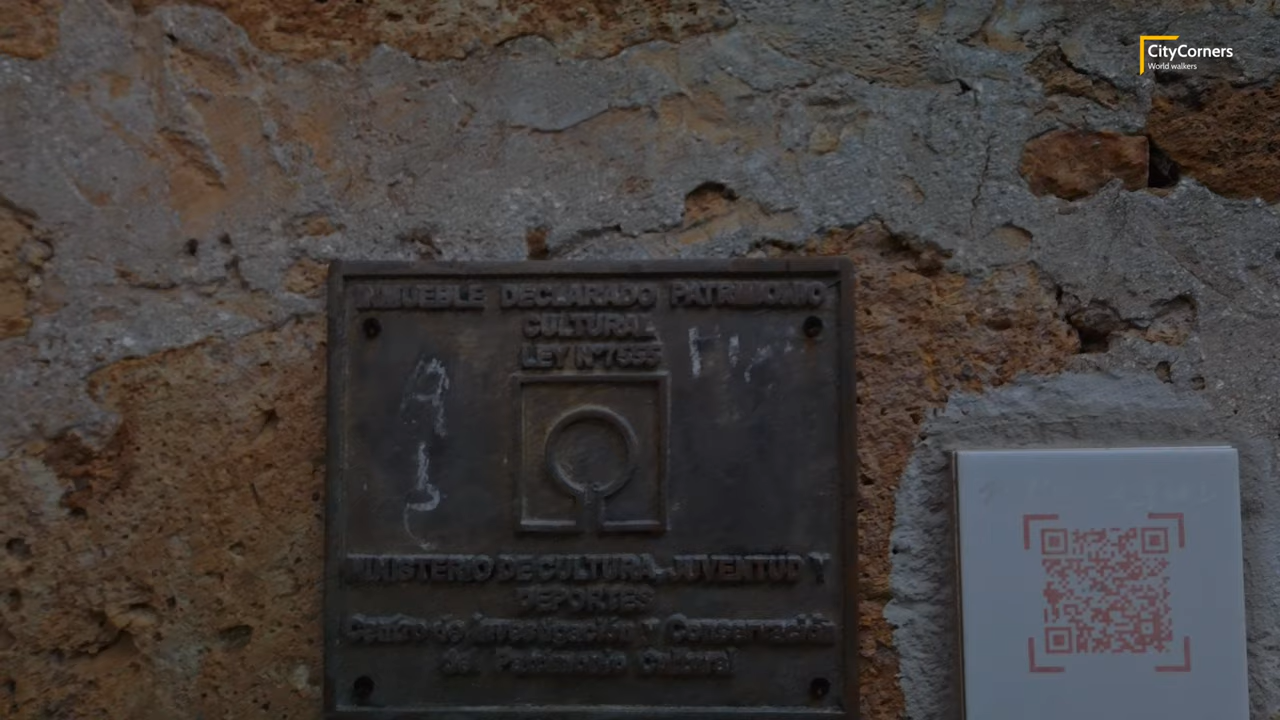 CityCorners
World walkers
INMUEBLE DECLARADO PATRIMONIO
CULTURAL
LEY Nº7555
MINISTERIO DE CULTURA, JUVENTUD Y
DEPORTES
Centro de Investigación y Conservación
del Patrimonio Cultural